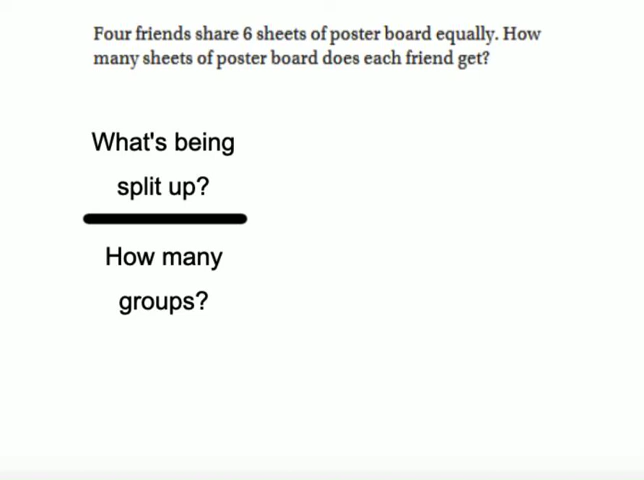 Four friends share 6 sheets of poster board equally. How
many sheets of poster board does each friend get?
What's being
split up?
How many
groups?